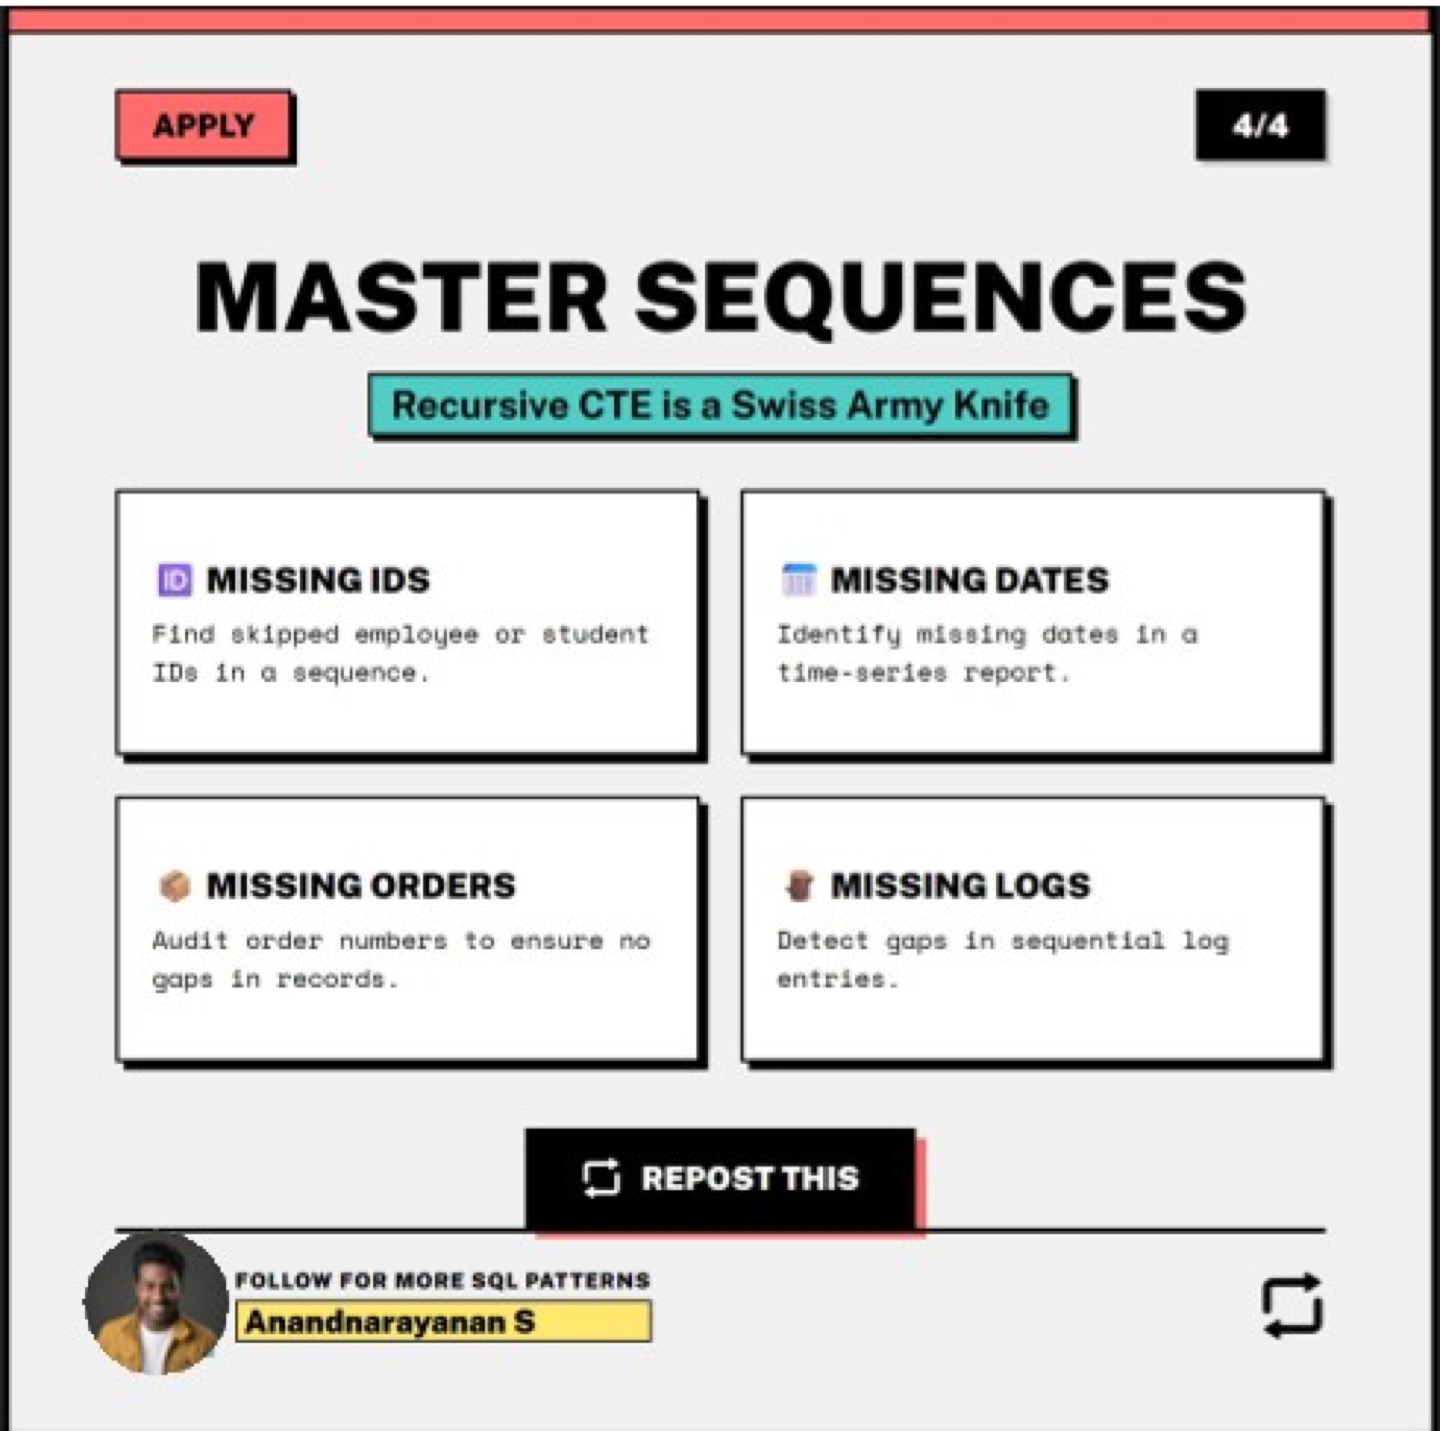 APPLY
4/4
MASTER SEQUENCES
Recursive CTE is a Swiss Army Knife
🆔 MISSING IDS
Find skipped employee or student
IDs in a sequence.
MISSING DATES
Identify missing dates in a
time-series report.
MISSING ORDERS
Audit order numbers to ensure no
gaps in records.
MISSING LOGS
Detect gaps in sequential log
entries.
REPOST THIS
FOLLOW FOR MORE SQL PATTERNS
Anandnarayanan S